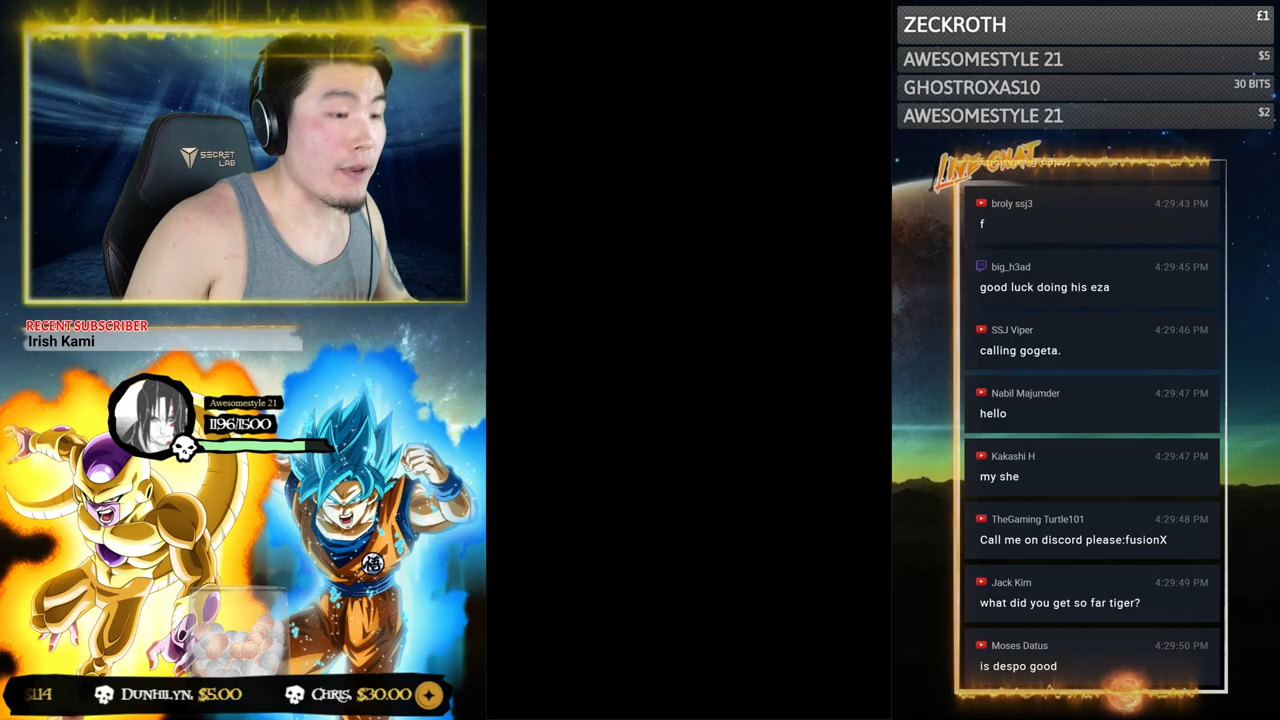 SECRET
LAB
RECENT SUBSCRIBER
Irish Kami
Awesomestyle 21
1196/1500
$1.14
DUNHILYN, $5.00
CHRIS, $30.00
ZECKROTH £1
AWESOMESTYLE 21 $5
GHOSTROXAS10 30 BITS
AWESOMESTYLE 21 $2
LIVE CHAT
broly ssj3 4:29:43 PM
f
big_h3ad 4:29:45 PM
good luck doing his eza
SSJ Viper 4:29:46 PM
calling gogeta.
Nabil Majumder 4:29:47 PM
hello
Kakashi H 4:29:47 PM
my she
TheGaming Turtle101 4:29:48 PM
Call me on discord please:fusionX
Jack Kim 4:29:49 PM
what did you get so far tiger?
Moses Datus 4:29:50 PM
is despo good